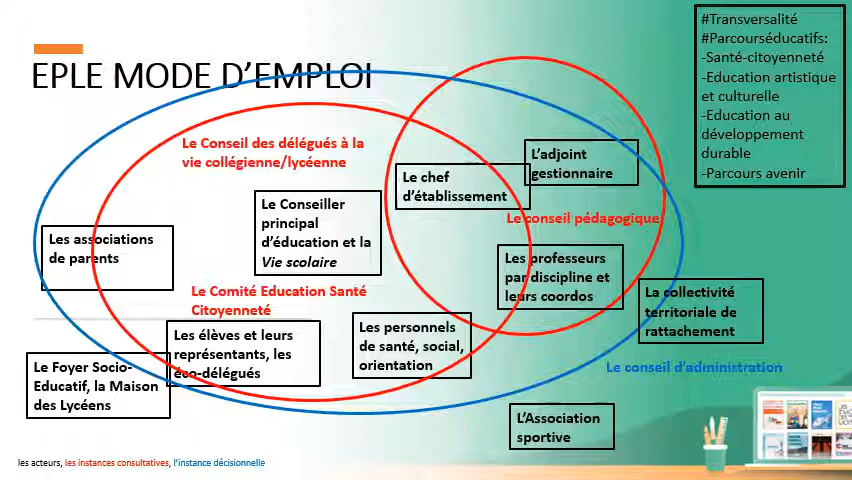 EPLE MODE D’EMPLOI
#Transversalité
#Parcourséducatifs:
-Santé-citoyenneté
-Education artistique
et culturelle
-Education au
développement
durable
-Parcours avenir
Le Conseil des délégués à la
vie collégienne/lycéenne
L’adjoint
gestionnaire
Le chef
d’établissement
Le Conseiller
principal
d’éducation et la
Vie scolaire
Le conseil pédagogique
Les associations
de parents
Les professeurs
par discipline et
leurs coordos
Le Comité Education Santé
Citoyenneté
La collectivité
territoriale de
rattachement
Les élèves et leurs
représentants, les
éco-délégués
Les personnels
de santé, social,
orientation
Le Foyer Socio-
Educatif, la Maison
des Lycéens
Le conseil d’administration
L’Association
sportive
les acteurs, les instances consultatives, l’instance décisionnelle